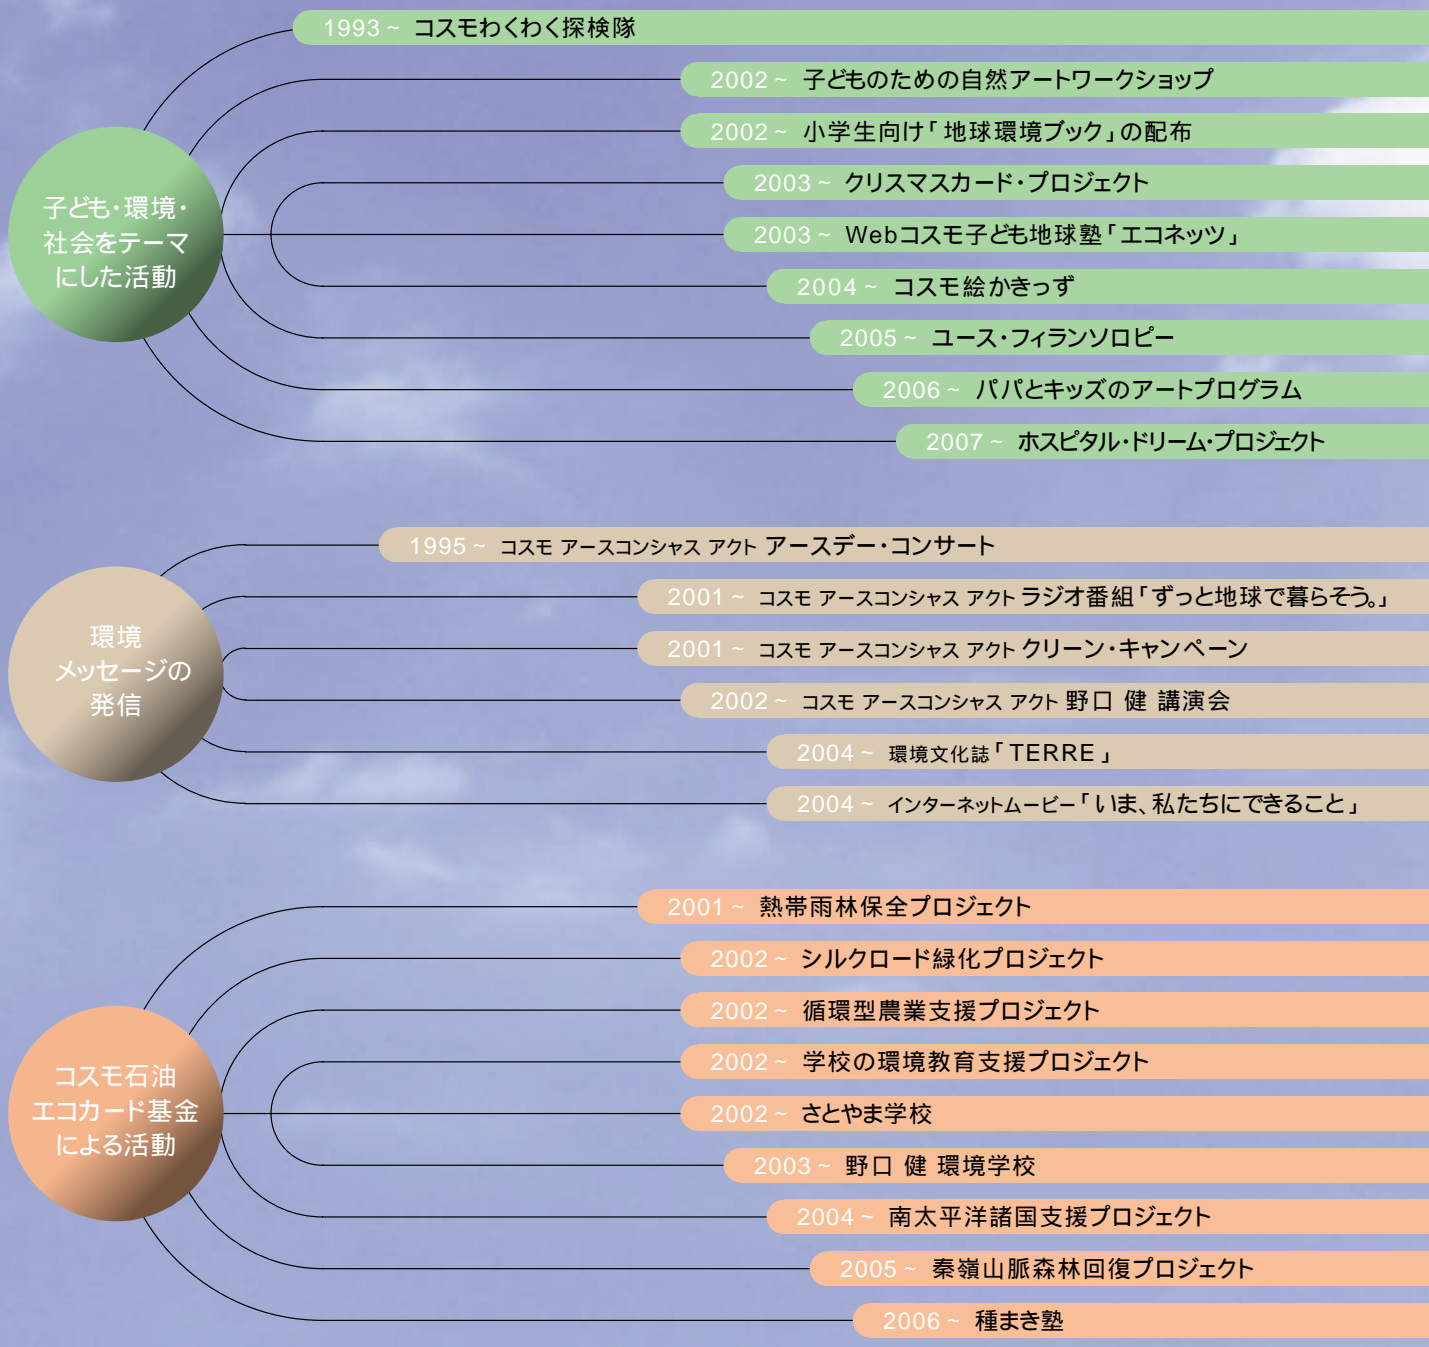 1993~ コスモわくわく探検隊
2002~ 子どものための自然アートワークショップ
2002~ 小学生向け「地球環境ブック」の配布
2003~ クリスマスカード・プロジェクト
2003~ Webコスモ子ども地球塾「エコネッツ」
2004~ コスモ絵かきっず
2005~ ユース・フィランソロピー
2006~ パパとキッズのアートプログラム
2007~ ホスピタル・ドリーム・プロジェクト
子ども・環境・
社会をテーマ
にした活動
1995~ コスモ アースコンシャス アクト アースデー・コンサート
2001~ コスモ アースコンシャス アクト ラジオ番組「ずっと地球で暮らそう。」
2001~ コスモ アースコンシャス アクト クリーン・キャンペーン
2002~ コスモ アースコンシャス アクト 野口 健 講演会
2004~ 環境文化誌「TERRE」
2004~ インターネットムービー「いま、私たちにできること」
環境
メッセージの
発信
2001~ 熱帯雨林保全プロジェクト
2002~ シルクロード緑化プロジェクト
2002~ 循環型農業支援プロジェクト
2002~ 学校の環境教育支援プロジェクト
2002~ さとやま学校
2003~ 野口 健 環境学校
2004~ 南太平洋諸国支援プロジェクト
2005~ 秦嶺山脈森林回復プロジェクト
2006~ 種まき塾
コスモ石油
エコカード基金
による活動